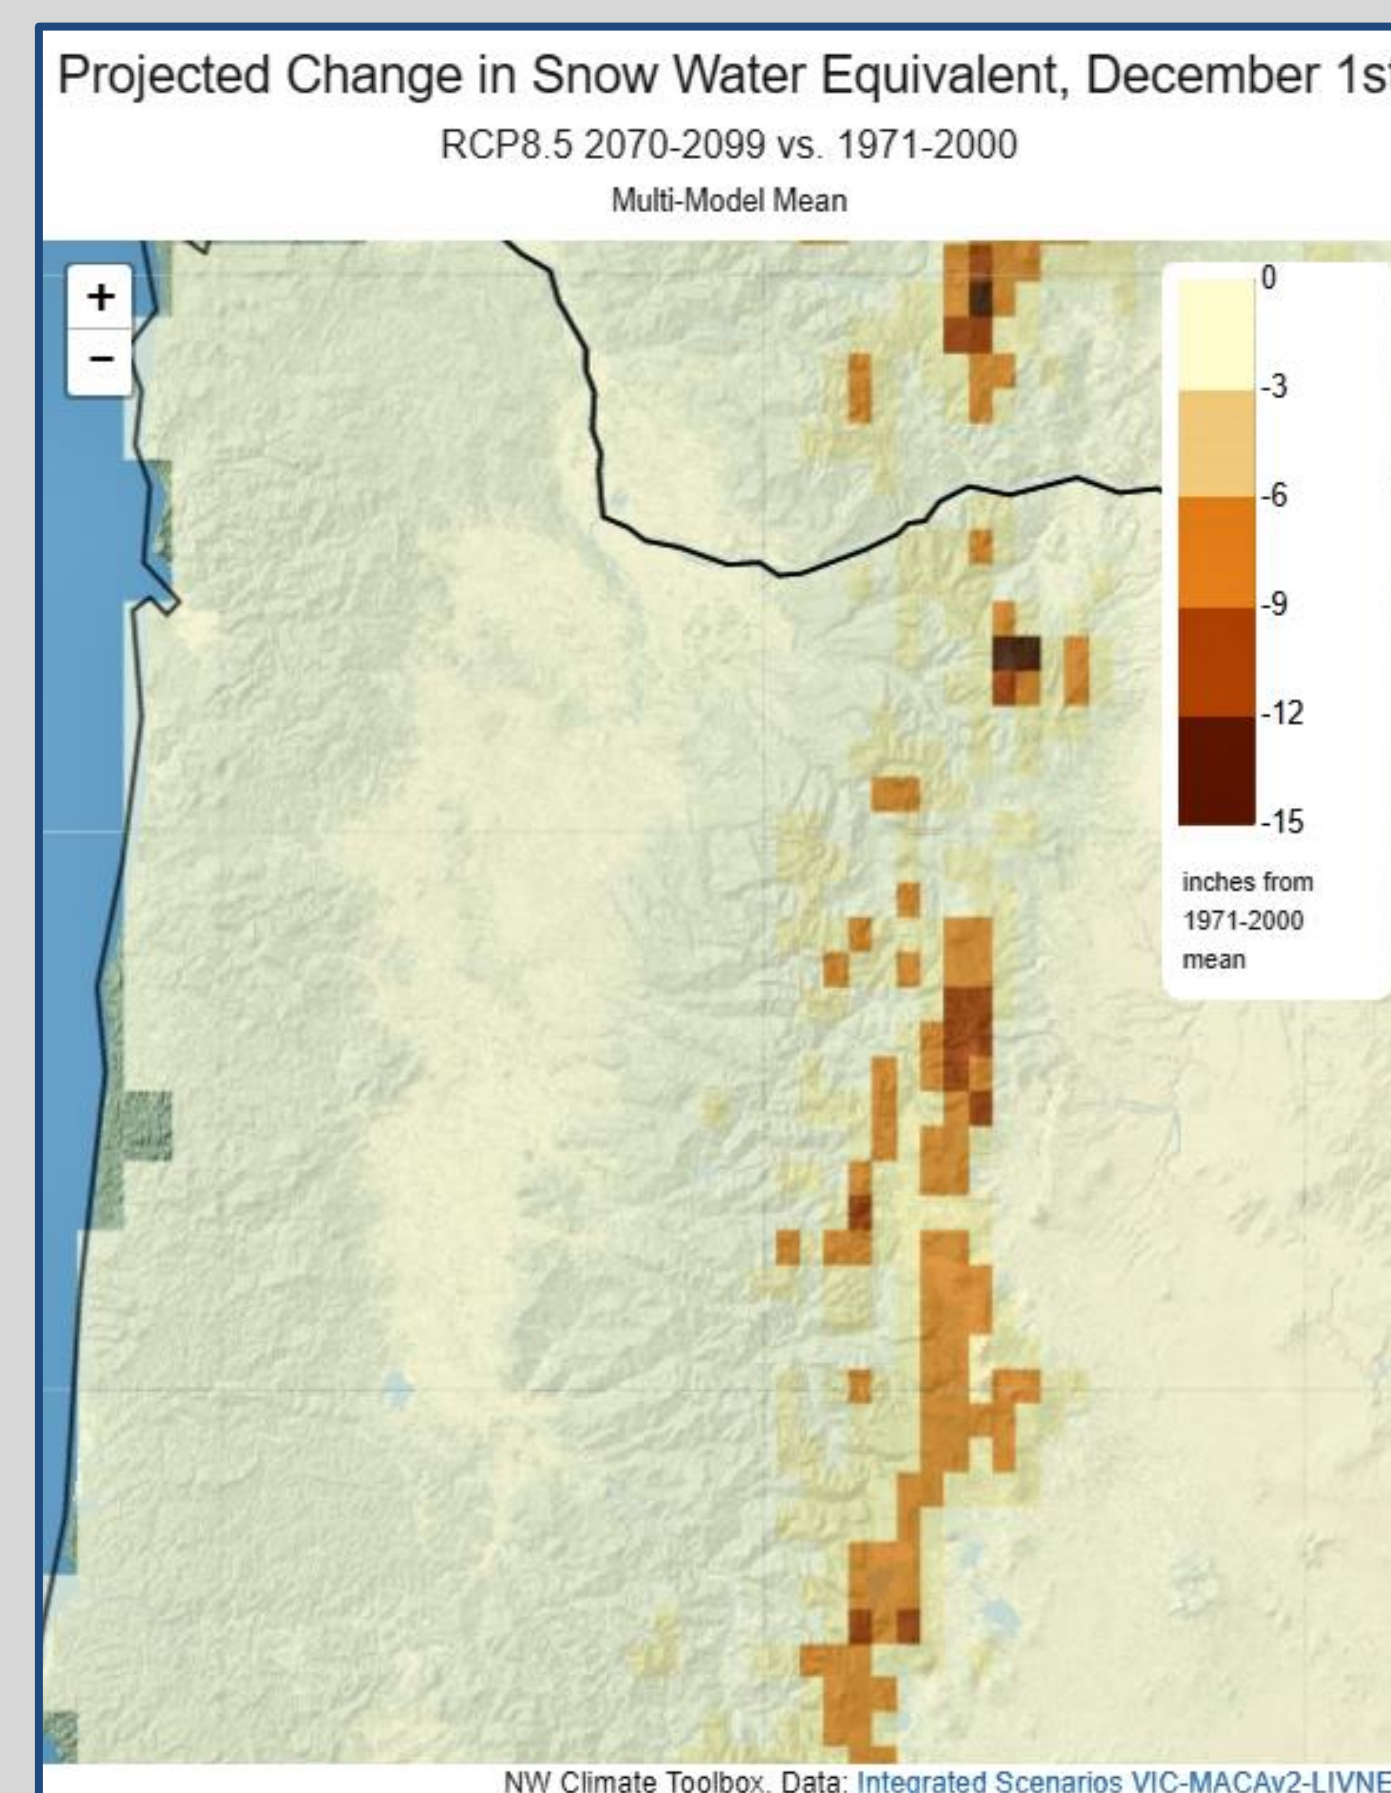 Projected Change in Snow Water Equivalent, December 1st
RCP8.5 2070-2099 vs. 1971-2000
Multi-Model Mean
+
−
0
-3
-6
-9
-12
-15
inches from
1971-2000
mean
NW Climate Toolbox. Data: Integrated Scenarios VIC-MACAv2-LIVNE